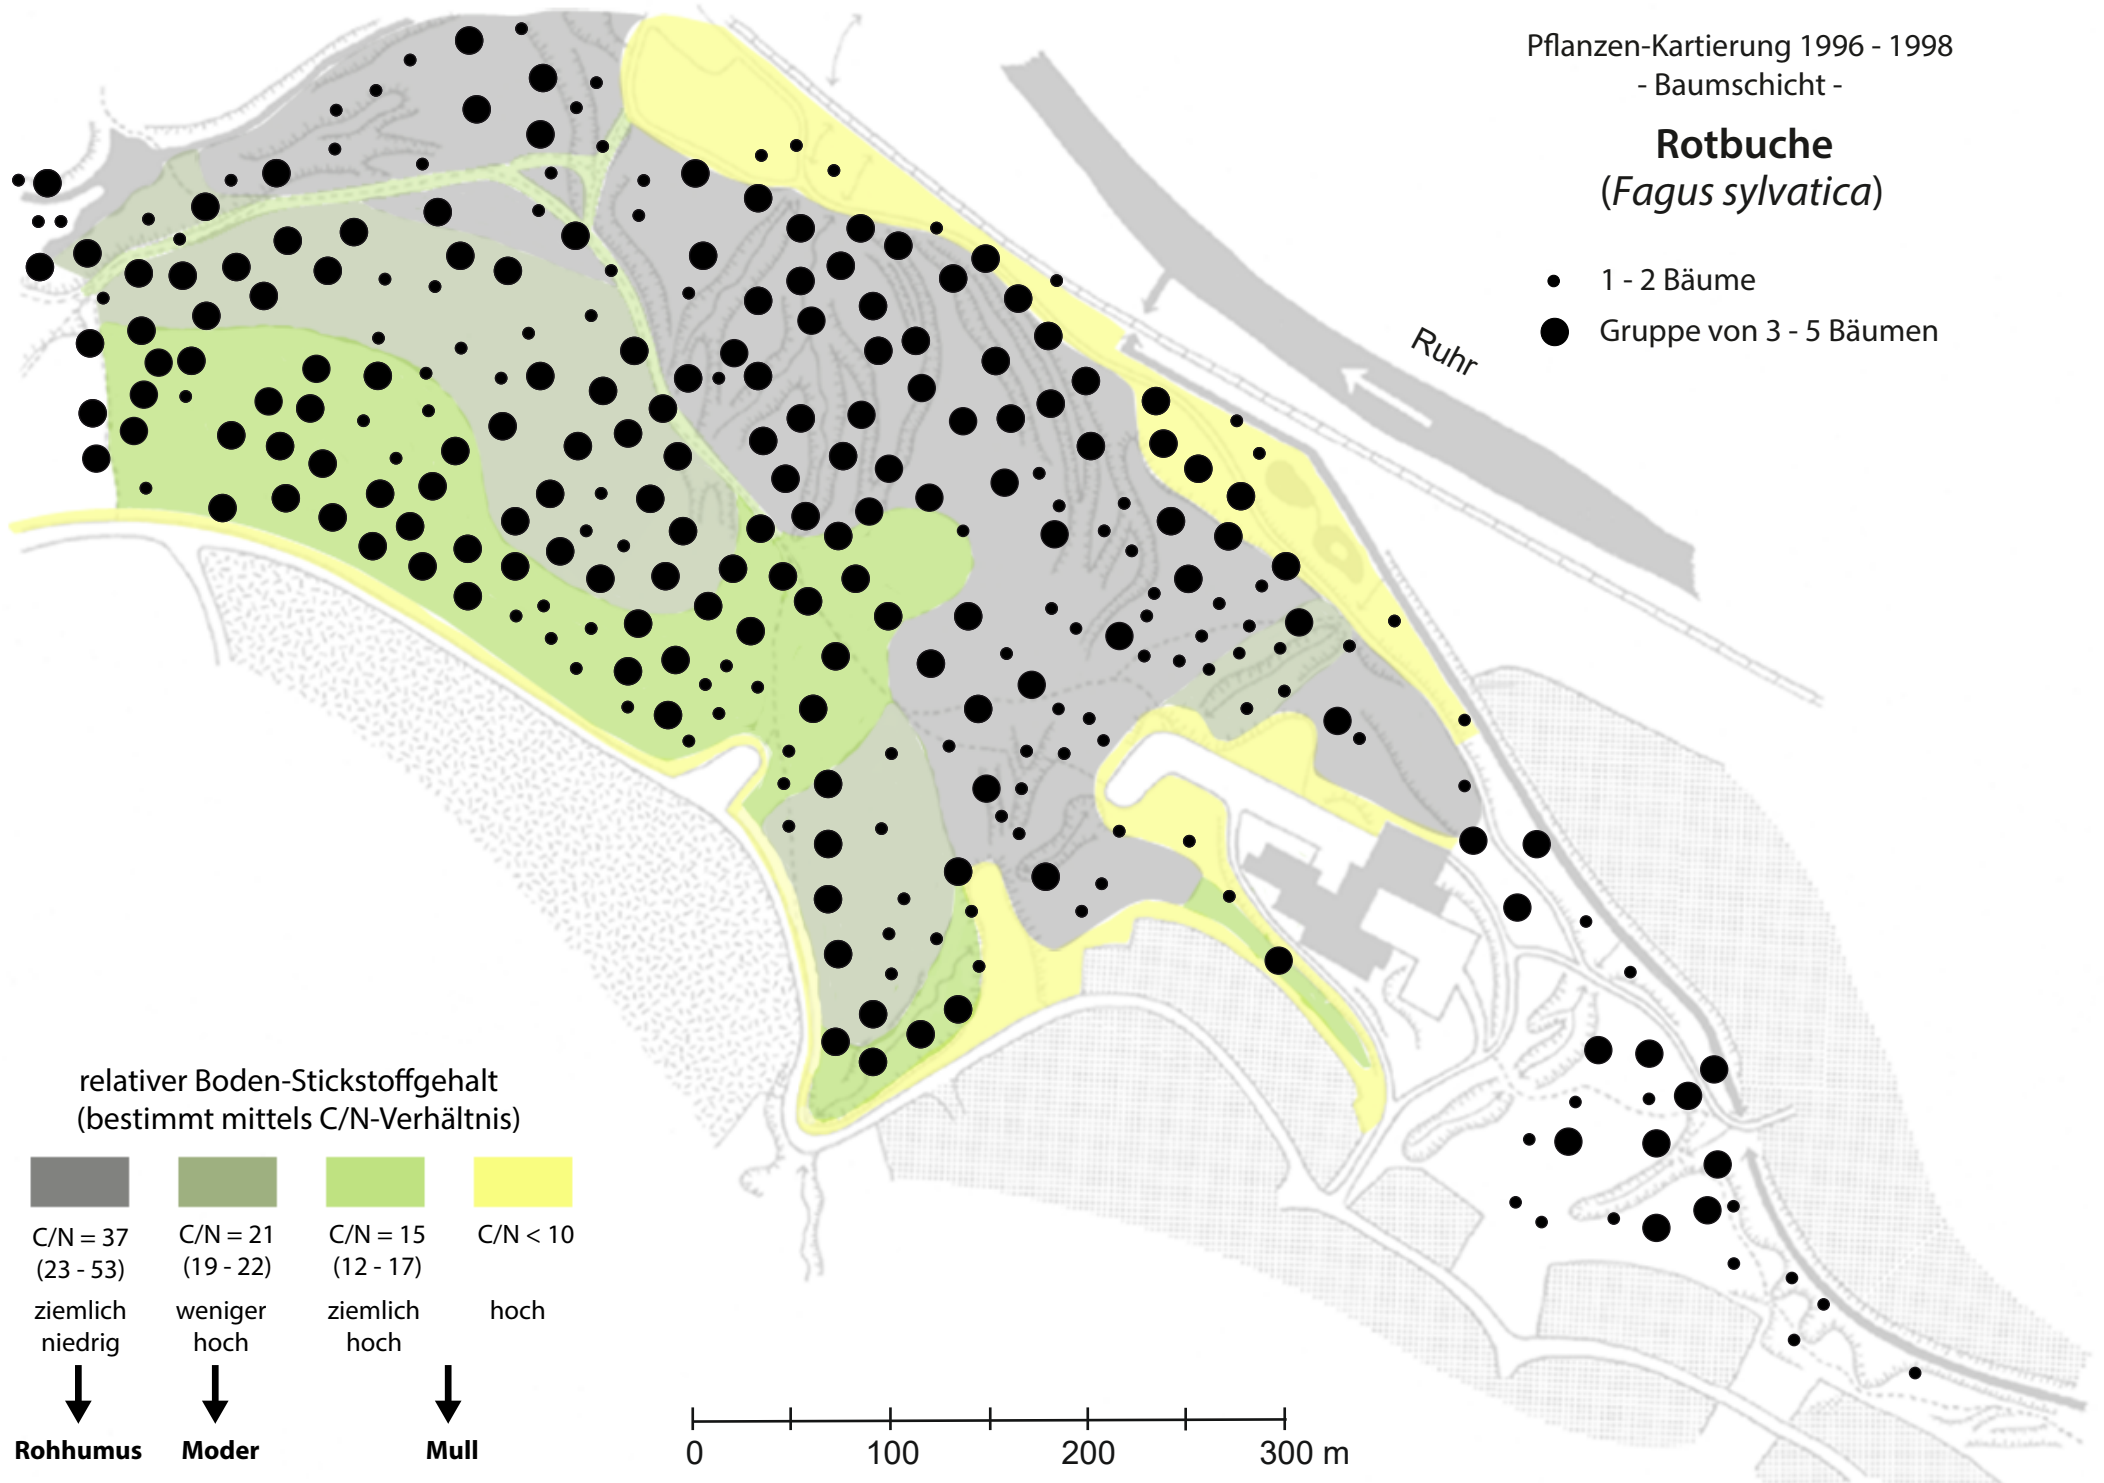 Pflanzen-Kartierung 1996 - 1998
- Baumschicht -
Rotbuche
(Fagus sylvatica)
1 - 2 Bäume
Gruppe von 3 - 5 Bäumen
Ruhr
relativer Boden-Stickstoffgehalt
(bestimmt mittels C/N-Verhältnis)
C/N = 37 C/N = 21 C/N = 15 C/N < 10
(23 - 53) (19 - 22) (12 - 17)
ziemlich weniger ziemlich hoch
niedrig hoch hoch
Rohhumus Moder Mull
0 100 200 300 m